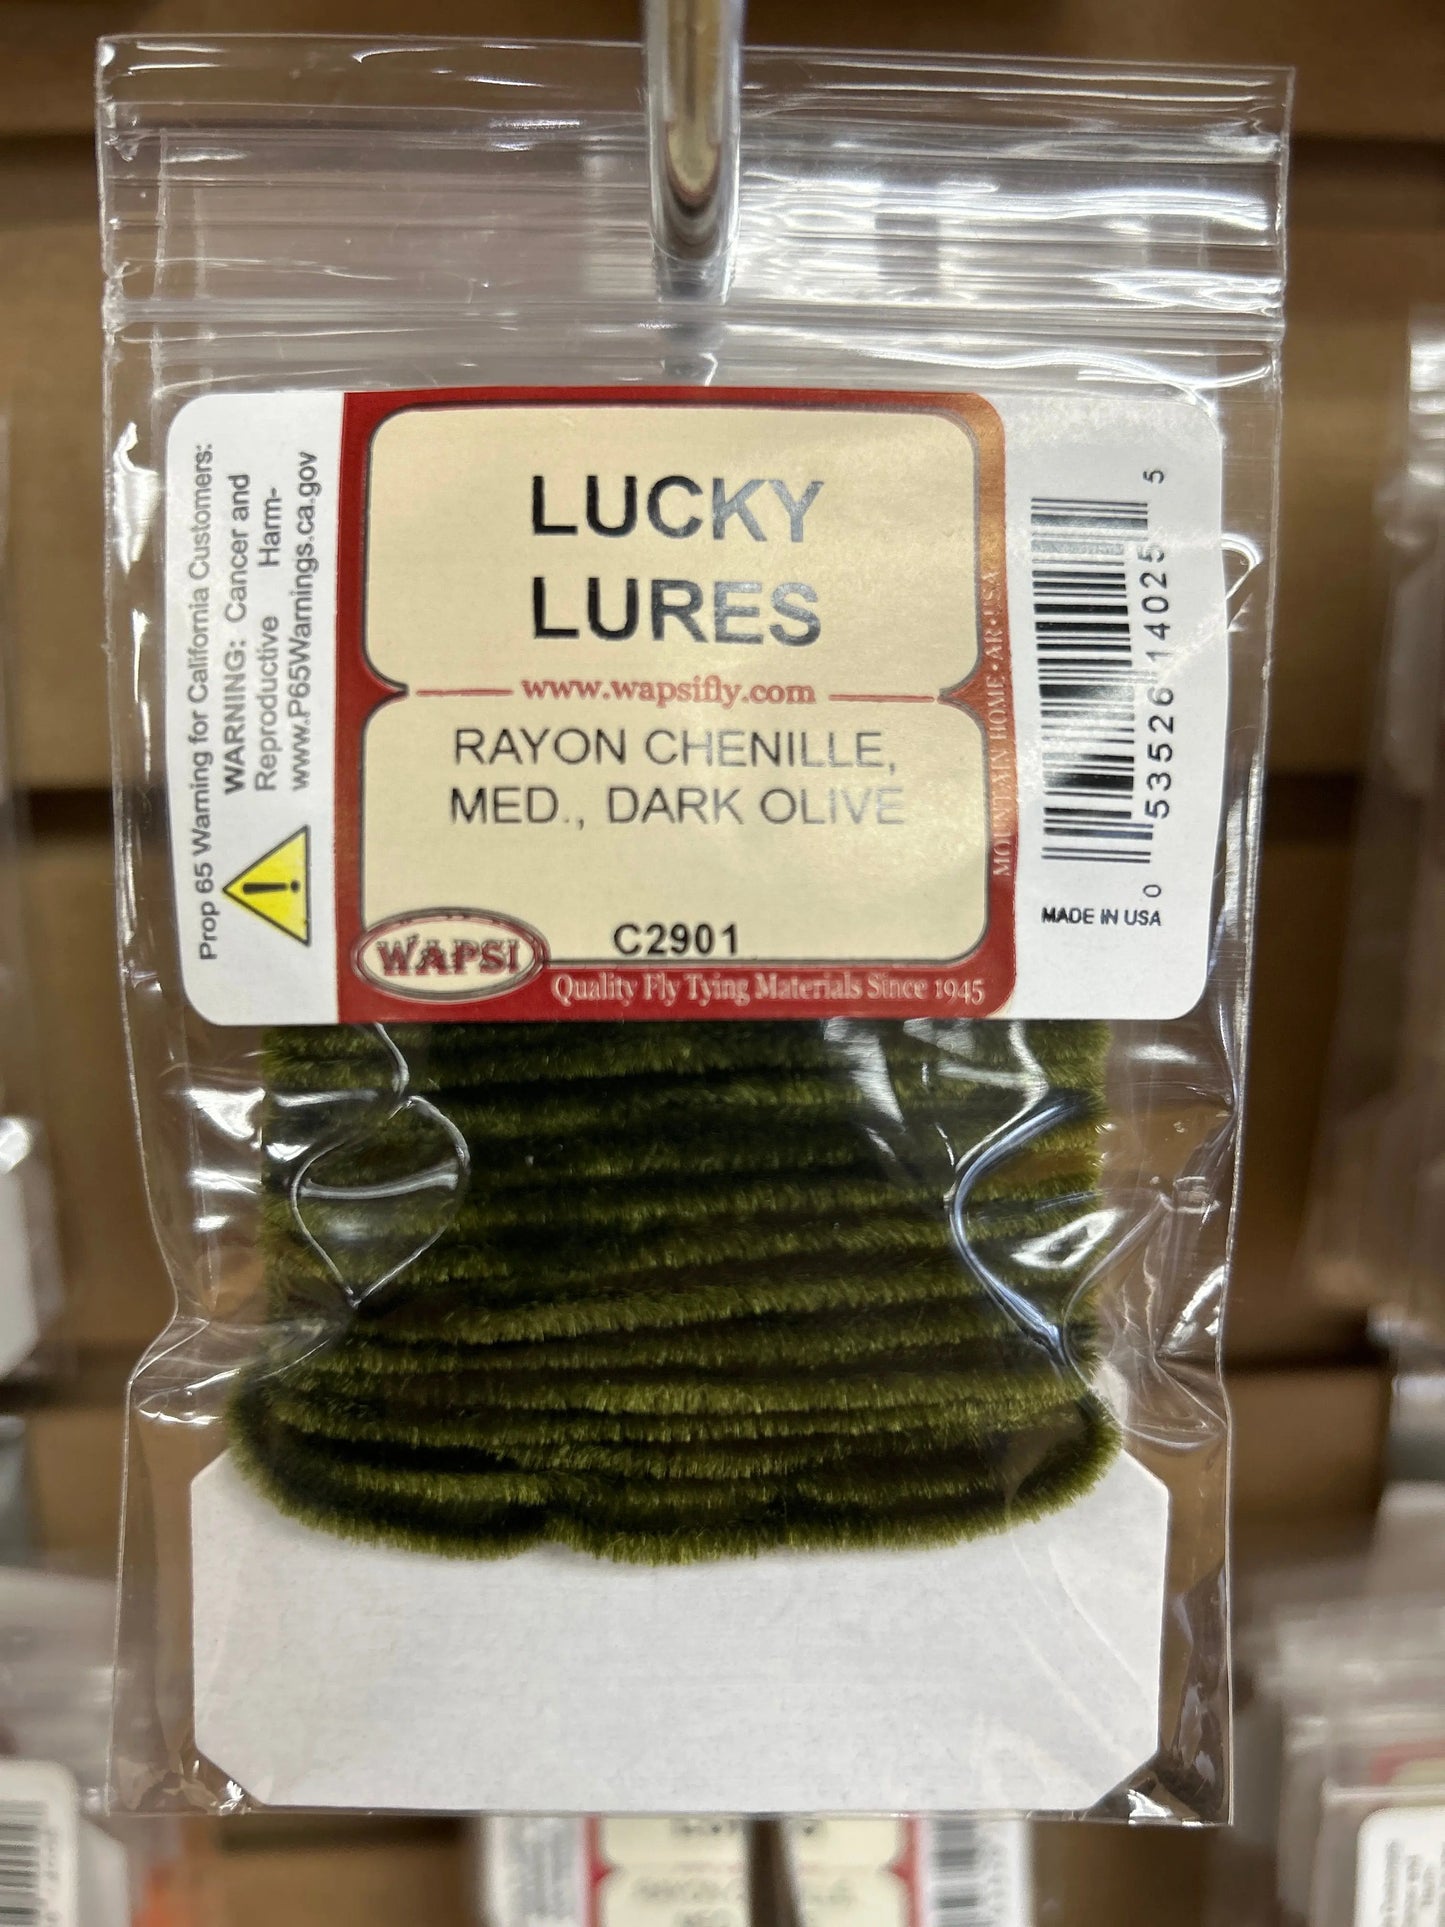 Prop 65 Warning for California Customers:
WARNING: Cancer and
Reproductive Harm-
www.P65Warnings.ca.gov
LUCKY
LURES
www.wapsifly.com
RAYON CHENILLE,
MED., DARK OLIVE
C2901
WAPSI
Quality Fly Tying Materials Since 1945
MOUNTAIN HOME • AR • USA
0 53526 14025 5
MADE IN USA